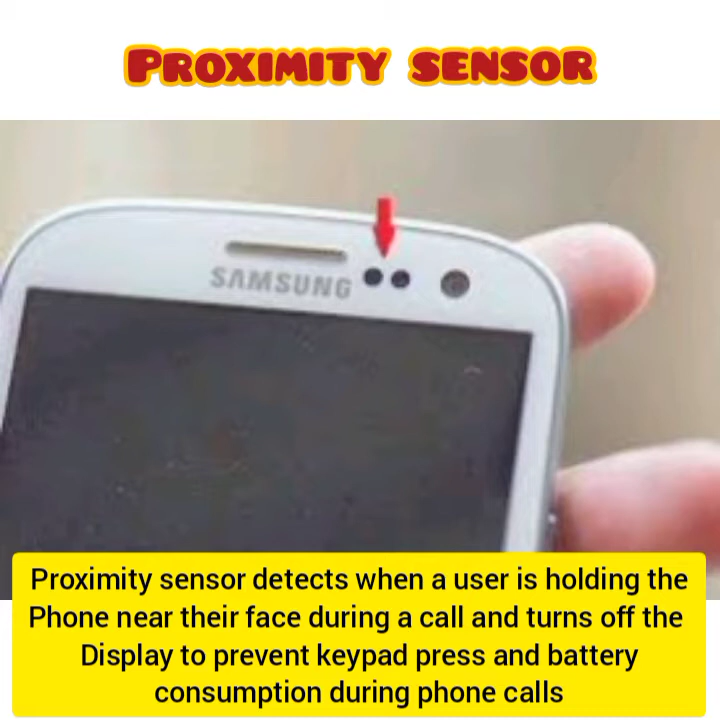 PROXIMITY SENSOR
SAMSUNG
Proximity sensor detects when a user is holding the
Phone near their face during a call and turns off the
Display to prevent keypad press and battery
consumption during phone calls